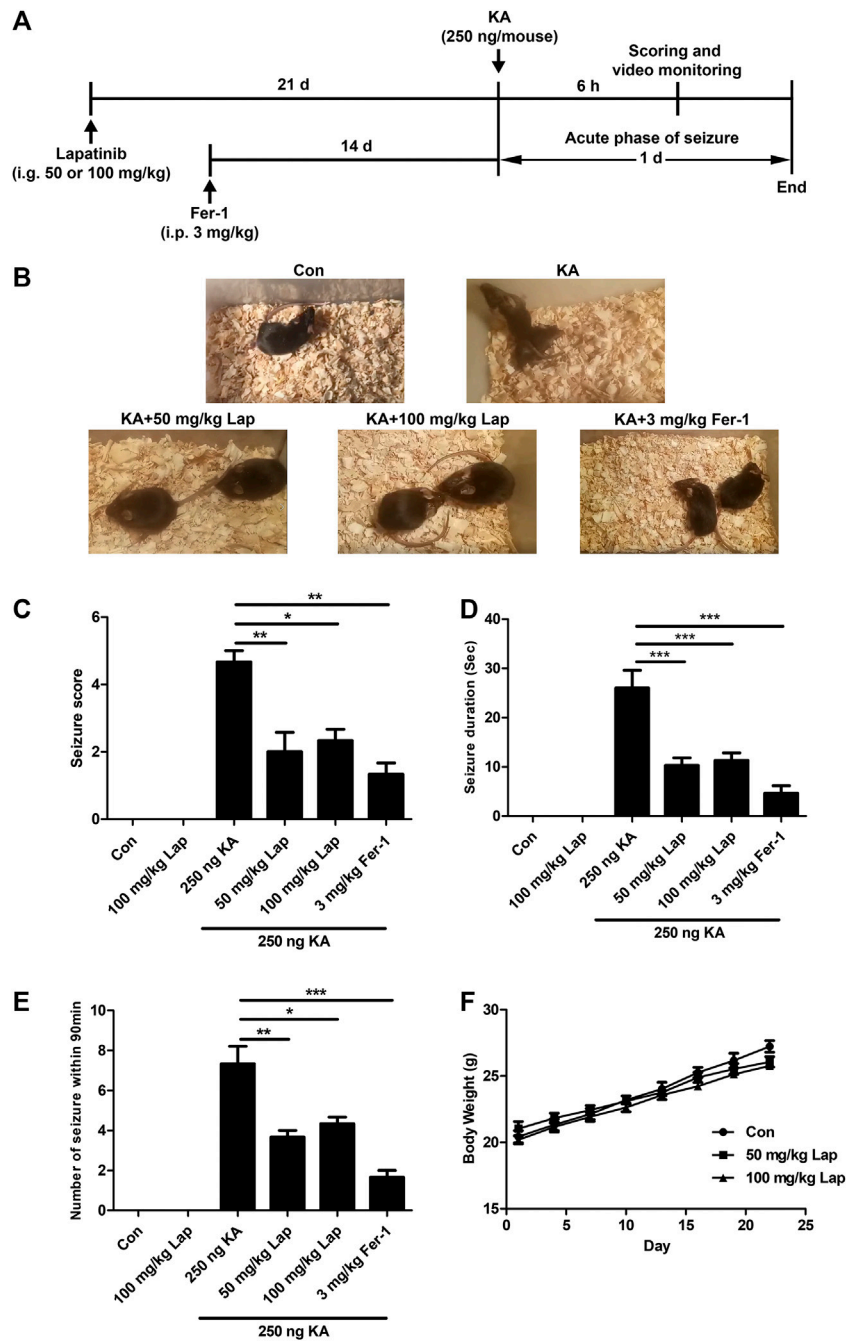 A
KA
(250 ng/mouse)
Scoring and
video monitoring
21 d
6 h
14 d
Acute phase of seizure
1 d
Lapatinib
(i.g. 50 or 100 mg/kg)
End
Fer-1
(i.p. 3 mg/kg)
B
Con
KA
KA+50 mg/kg Lap
KA+100 mg/kg Lap
KA+3 mg/kg Fer-1
C
Seizure score
6
4
2
0
**
*
**
Con
100 mg/kg Lap
250 ng KA
50 mg/kg Lap
100 mg/kg Lap
3 mg/kg Fer-1
250 ng KA
D
Seizure duration (Sec)
40
30
20
10
0
***
***
***
Con
100 mg/kg Lap
250 ng KA
50 mg/kg Lap
100 mg/kg Lap
3 mg/kg Fer-1
250 ng KA
E
Number of seizure within 90min
10
8
6
4
2
0
***
*
**
Con
100 mg/kg Lap
250 ng KA
50 mg/kg Lap
100 mg/kg Lap
3 mg/kg Fer-1
250 ng KA
F
Body Weight (g)
30
25
20
15
Con
50 mg/kg Lap
100 mg/kg Lap
0 5 10 15 20 25
Day